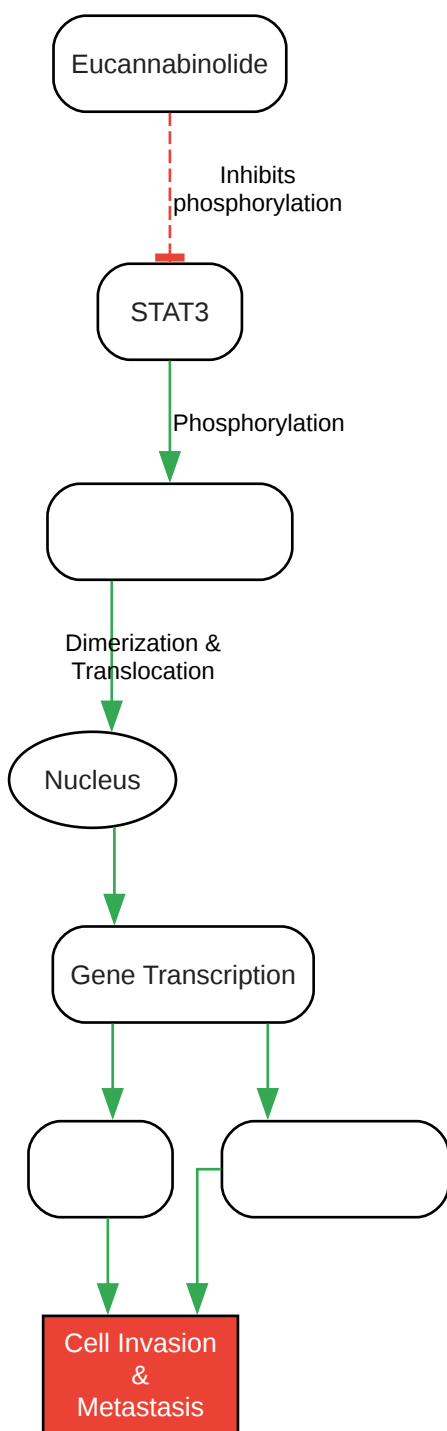 Eucannabinolide
Inhibits
phosphorylation
STAT3
Phosphorylation
Dimerization &
Translocation
Nucleus
Gene Transcription
Cell Invasion
&
Metastasis